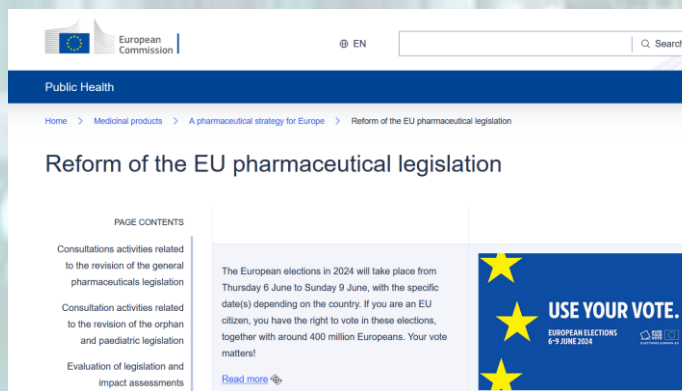 European
Commission
EN
Search
Public Health
Home > Medicinal products > A pharmaceutical strategy for Europe > Reform of the EU pharmaceutical legislation
Reform of the EU pharmaceutical legislation
PAGE CONTENTS
Consultations activities related
to the revision of the general
pharmaceuticals legislation
Consultation activities related
to the revision of the orphan
and paediatric legislation
Evaluation of legislation and
impact assessments
The European elections in 2024 will take place from
Thursday 6 June to Sunday 9 June, with the specific
date(s) depending on the country. If you are an EU
citizen, you have the right to vote in these elections,
together with around 400 million Europeans. Your vote
matters!
Read more
USE YOUR VOTE.
EUROPEAN ELECTIONS
6-9 JUNE 2024